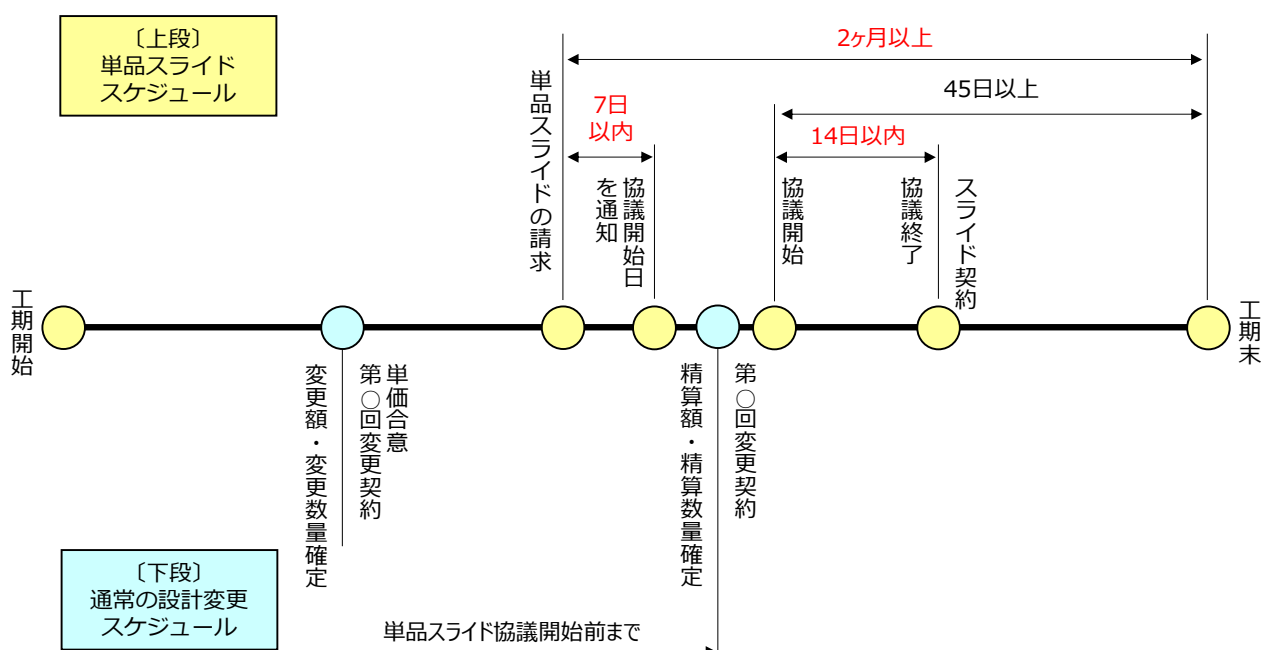 〔上段〕
単品スライド
スケジュール
2ヶ月以上
45日以上
7日
以内
14日以内
単品スライドの請求
協議開始日
を通知
協議開始
協議終了
スライド契約
工期開始
工期末
単価合意
第○回変更契約
変更額・変更数量確定
第○回変更契約
精算額・精算数量確定
〔下段〕
通常の設計変更
スケジュール
単品スライド協議開始前まで